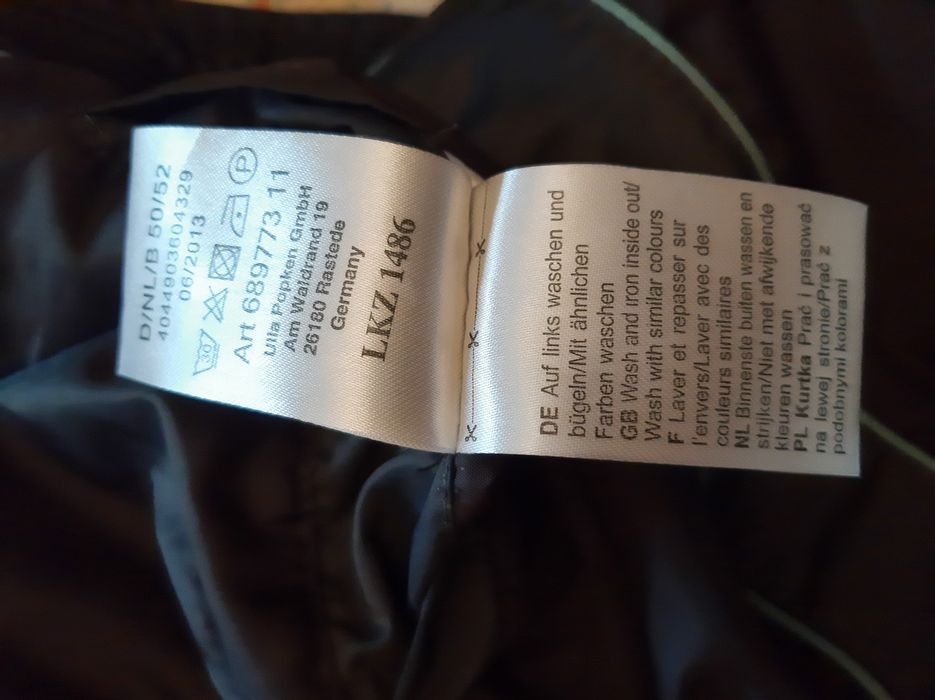 D/NL/B 50/52
4044903604329
06/2013
30
P
Art 689773 11
Ulla Popken GmbH
Am Waldrand 19
26180 Rastede
Germany
LKZ 1486
DE Auf links waschen und
bügeln/Mit ähnlichen
Farben waschen
GB Wash and iron inside out/
Wash with similar colours
F Laver et repasser sur
l'envers/Laver avec des
couleurs similaires
NL Binnenste buiten wassen en
strijken/Niet met afwijkende
kleuren wassen
PL Kurtka Prać i prasować
na lewej stronie/Prać z
podobnymi kolorami